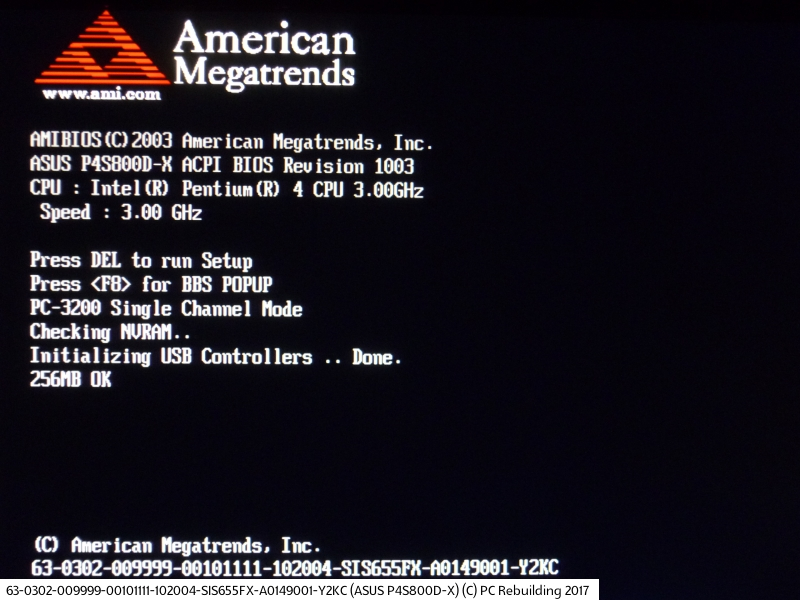 American
Megatrends
www.ami.com
AMIBIOS(C)2003 American Megatrends, Inc.
ASUS P4S800D-X ACPI BIOS Revision 1003
CPU : Intel(R) Pentium(R) 4 CPU 3.00GHz
Speed : 3.00 GHz
Press DEL to run Setup
Press <F8> for BBS POPUP
PC-3200 Single Channel Mode
Checking NVRAM..
Initializing USB Controllers .. Done.
256MB OK
(C) American Megatrends, Inc.
63-0302-009999-00101111-102004-SIS655FX-A0149001-Y2KC
63-0302-009999-00101111-102004-SIS655FX-A0149001-Y2KC (ASUS P4S800D-X) (C) PC Rebuilding 2017